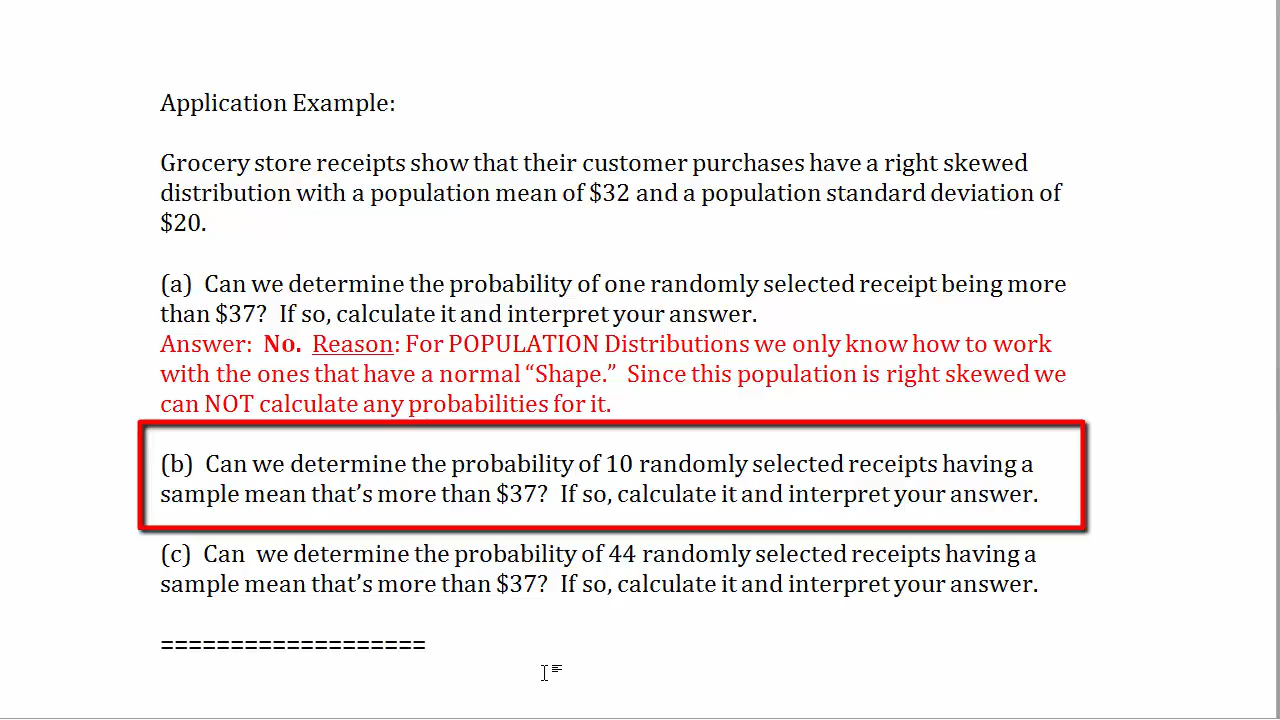 Application Example:
Grocery store receipts show that their customer purchases have a right skewed
distribution with a population mean of $32 and a population standard deviation of
$20.
(a)  Can we determine the probability of one randomly selected receipt being more
than $37?  If so, calculate it and interpret your answer.
Answer:  No.  Reason: For POPULATION Distributions we only know how to work
with the ones that have a normal “Shape.”  Since this population is right skewed we
can NOT calculate any probabilities for it.
(b)  Can we determine the probability of 10 randomly selected receipts having a
sample mean that’s more than $37?  If so, calculate it and interpret your answer.
(c)  Can  we determine the probability of 44 randomly selected receipts having a
sample mean that’s more than $37?  If so, calculate it and interpret your answer.
===================